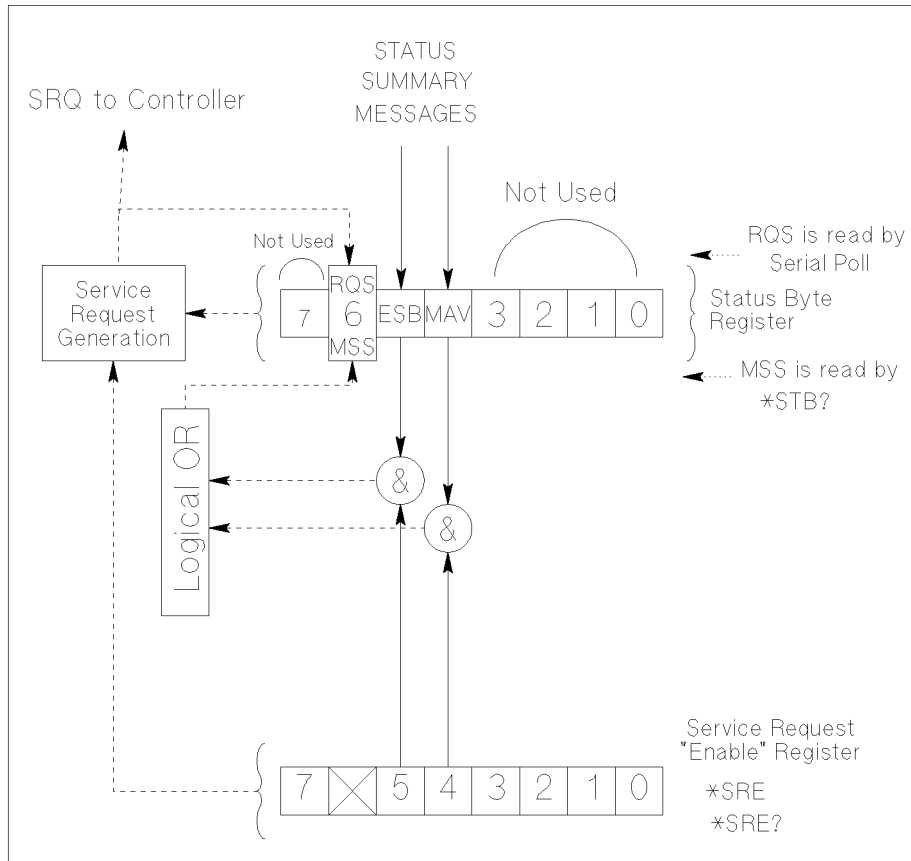 STATUS
SUMMARY
MESSAGES
SRQ to Controller
Not Used
Not Used
RQS is read by
Serial Poll
Service
Request
Generation
7
RQS
6
MSS
ESB
MAV
3
2
1
0
Status Byte
Register
MSS is read by
*STB?
Logical OR
&
&
Service Request
"Enable" Register
7
5
4
3
2
1
0
*SRE
*SRE?